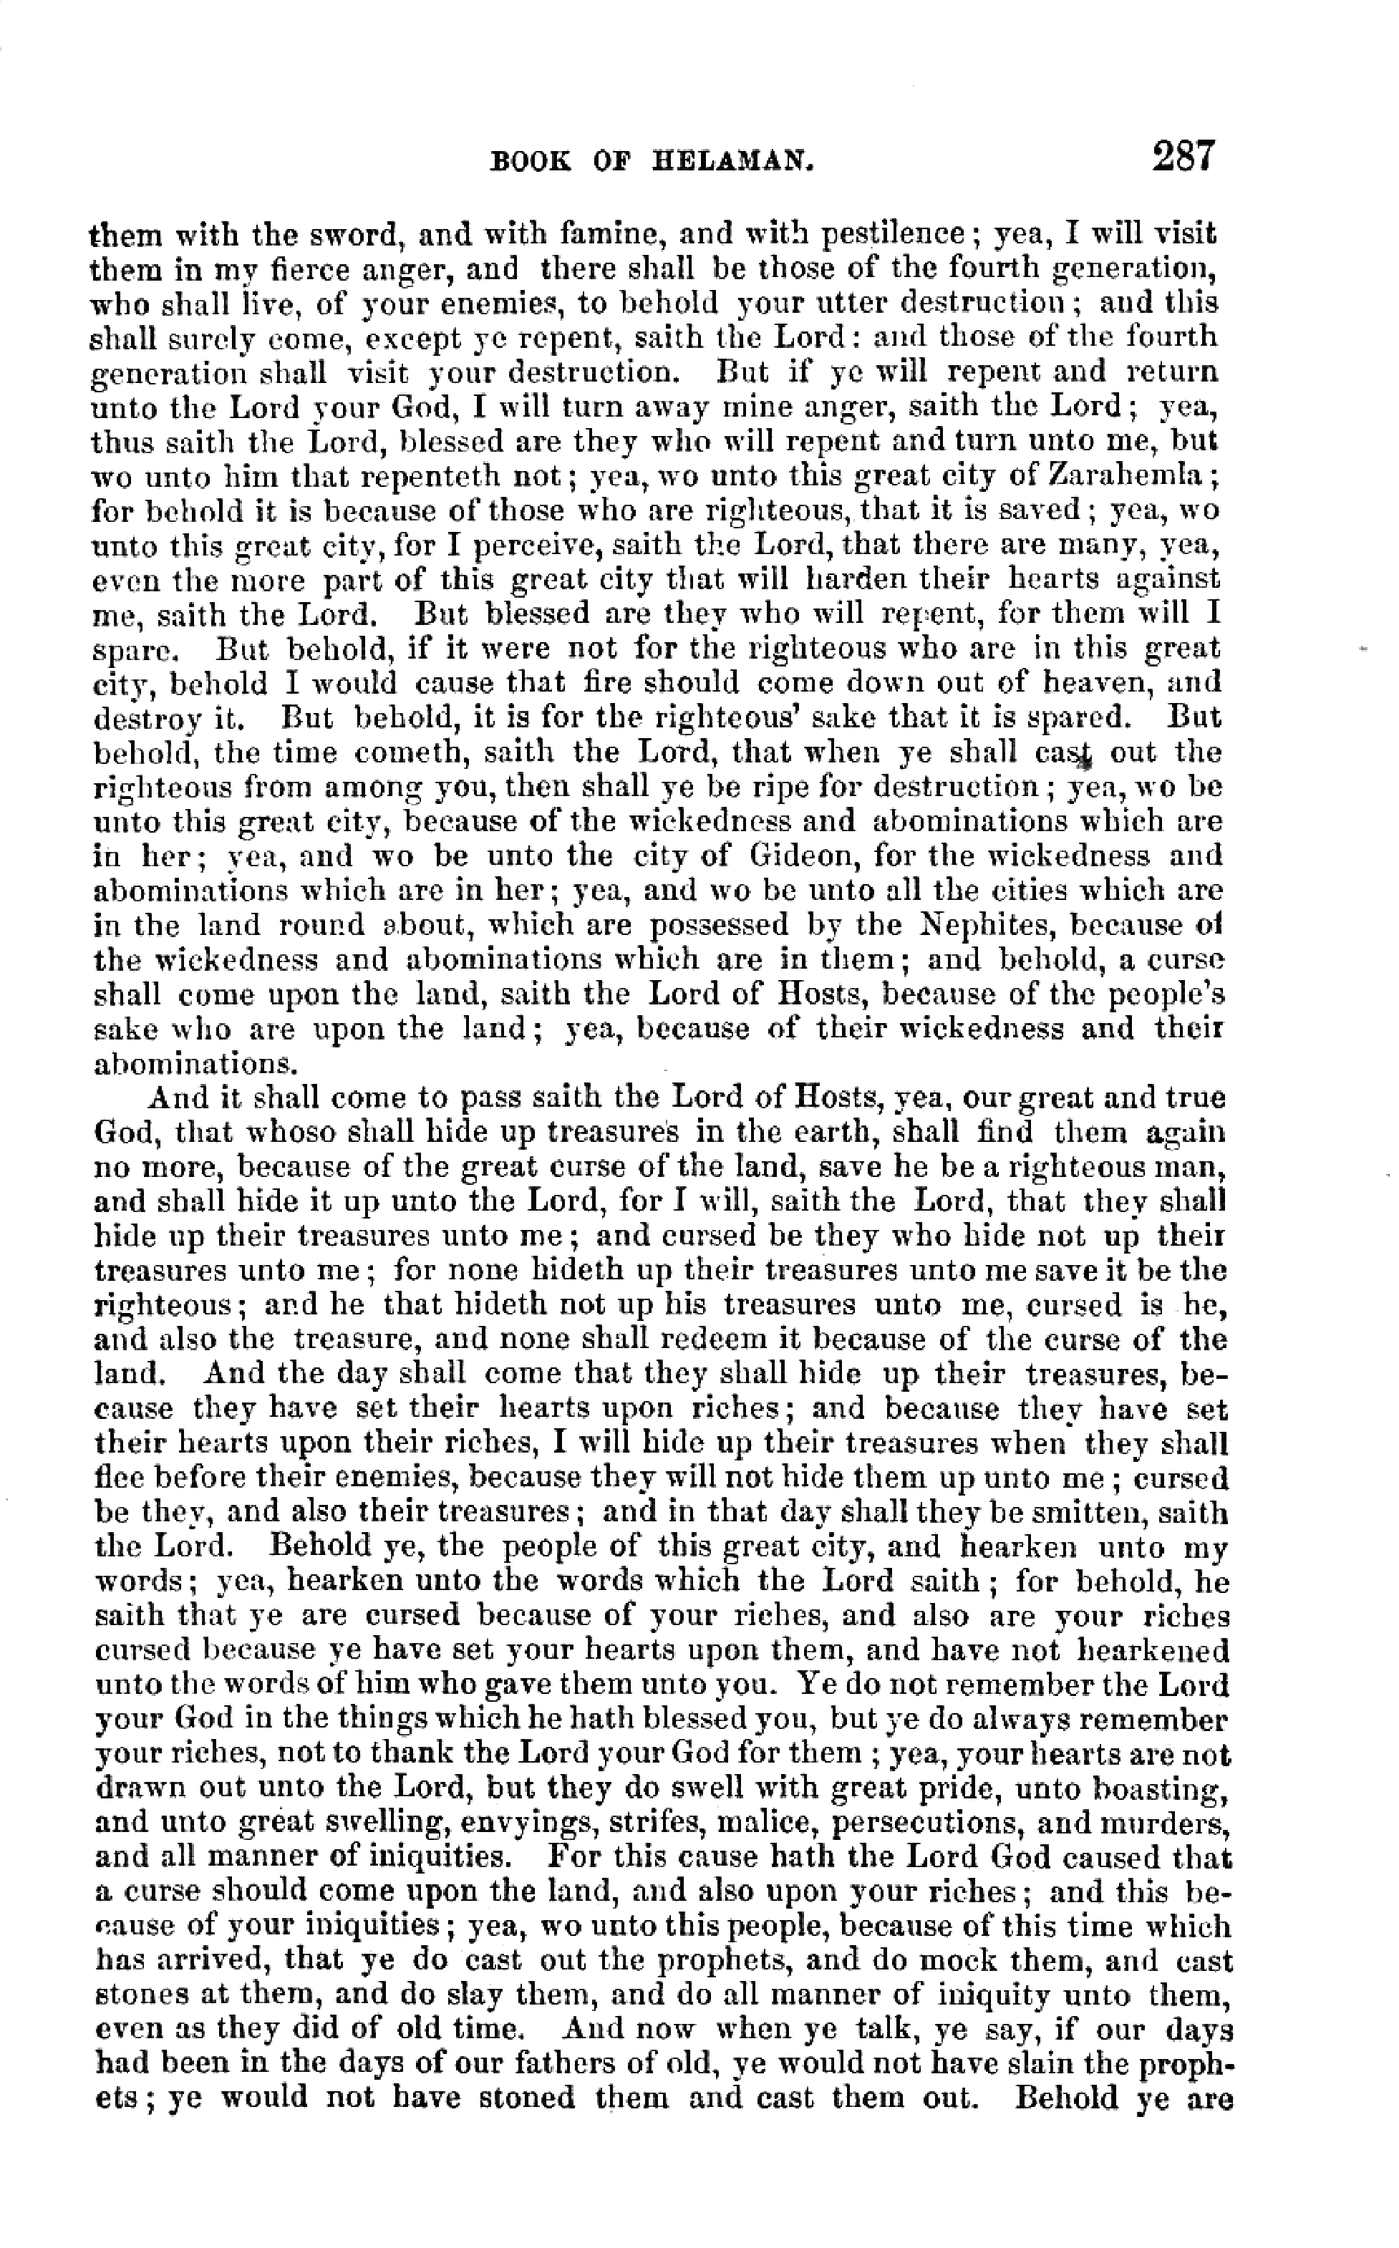 BOOK OF HELAMAN. 287
them with the sword, and with famine, and with pestilence; yea, I will visit
them in my fierce anger, and there shall be those of the fourth generation,
who shall live, of your enemies, to behold your utter destruction; and this
shall surely come, except ye repent, saith the Lord: and those of the fourth
generation shall visit your destruction. But if ye will repent and return
unto the Lord your God, I will turn away mine anger, saith the Lord; yea,
thus saith the Lord, blessed are they who will repent and turn unto me, but
wo unto him that repenteth not; yea, wo unto this great city of Zarahemla;
for behold it is because of those who are righteous, that it is saved; yea, wo
unto this great city, for I perceive, saith the Lord, that there are many, yea,
even the more part of this great city that will harden their hearts against
me, saith the Lord. But blessed are they who will repent, for them will I
spare. But behold, if it were not for the righteous who are in this great
city, behold I would cause that fire should come down out of heaven, and
destroy it. But behold, it is for the righteous' sake that it is spared. But
behold, the time cometh, saith the Lord, that when ye shall cast out the
righteous from among you, then shall ye be ripe for destruction; yea, wo be
unto this great city, because of the wickedness and abominations which are
in her; yea, and wo be unto the city of Gideon, for the wickedness and
abominations which are in her; yea, and wo be unto all the cities which are
in the land round about, which are possessed by the Nephites, because of
the wickedness and abominations which are in them; and behold, a curse
shall come upon the land, saith the Lord of Hosts, because of the people's
sake who are upon the land; yea, because of their wickedness and their
abominations.
And it shall come to pass saith the Lord of Hosts, yea, our great and true
God, that whoso shall hide up treasures in the earth, shall find them again
no more, because of the great curse of the land, save he be a righteous man,
and shall hide it up unto the Lord, for I will, saith the Lord, that they shall
hide up their treasures unto me; and cursed be they who hide not up their
treasures unto me; for none hideth up their treasures unto me save it be the
righteous; and he that hideth not up his treasures unto me, cursed is he,
and also the treasure, and none shall redeem it because of the curse of the
land. And the day shall come that they shall hide up their treasures, be-
cause they have set their hearts upon riches; and because they have set
their hearts upon their riches, I will hide up their treasures when they shall
flee before their enemies, because they will not hide them up unto me; cursed
be they, and also their treasures; and in that day shall they be smitten, saith
the Lord. Behold ye, the people of this great city, and hearken unto my
words; yea, hearken unto the words which the Lord saith; for behold, he
saith that ye are cursed because of your riches, and also are your riches
cursed because ye have set your hearts upon them, and have not hearkened
unto the words of him who gave them unto you. Ye do not remember the Lord
your God in the things which he hath blessed you, but ye do always remember
your riches, not to thank the Lord your God for them; yea, your hearts are not
drawn out unto the Lord, but they do swell with great pride, unto boasting,
and unto great swelling, envyings, strifes, malice, persecutions, and murders,
and all manner of iniquities. For this cause hath the Lord God caused that
a curse should come upon the land, and also upon your riches; and this be-
cause of your iniquities; yea, wo unto this people, because of this time which
has arrived, that ye do cast out the prophets, and do mock them, and cast
stones at them, and do slay them, and do all manner of iniquity unto them,
even as they did of old time. And now when ye talk, ye say, if our days
had been in the days of our fathers of old, ye would not have slain the proph-
ets; ye would not have stoned them and cast them out. Behold ye are